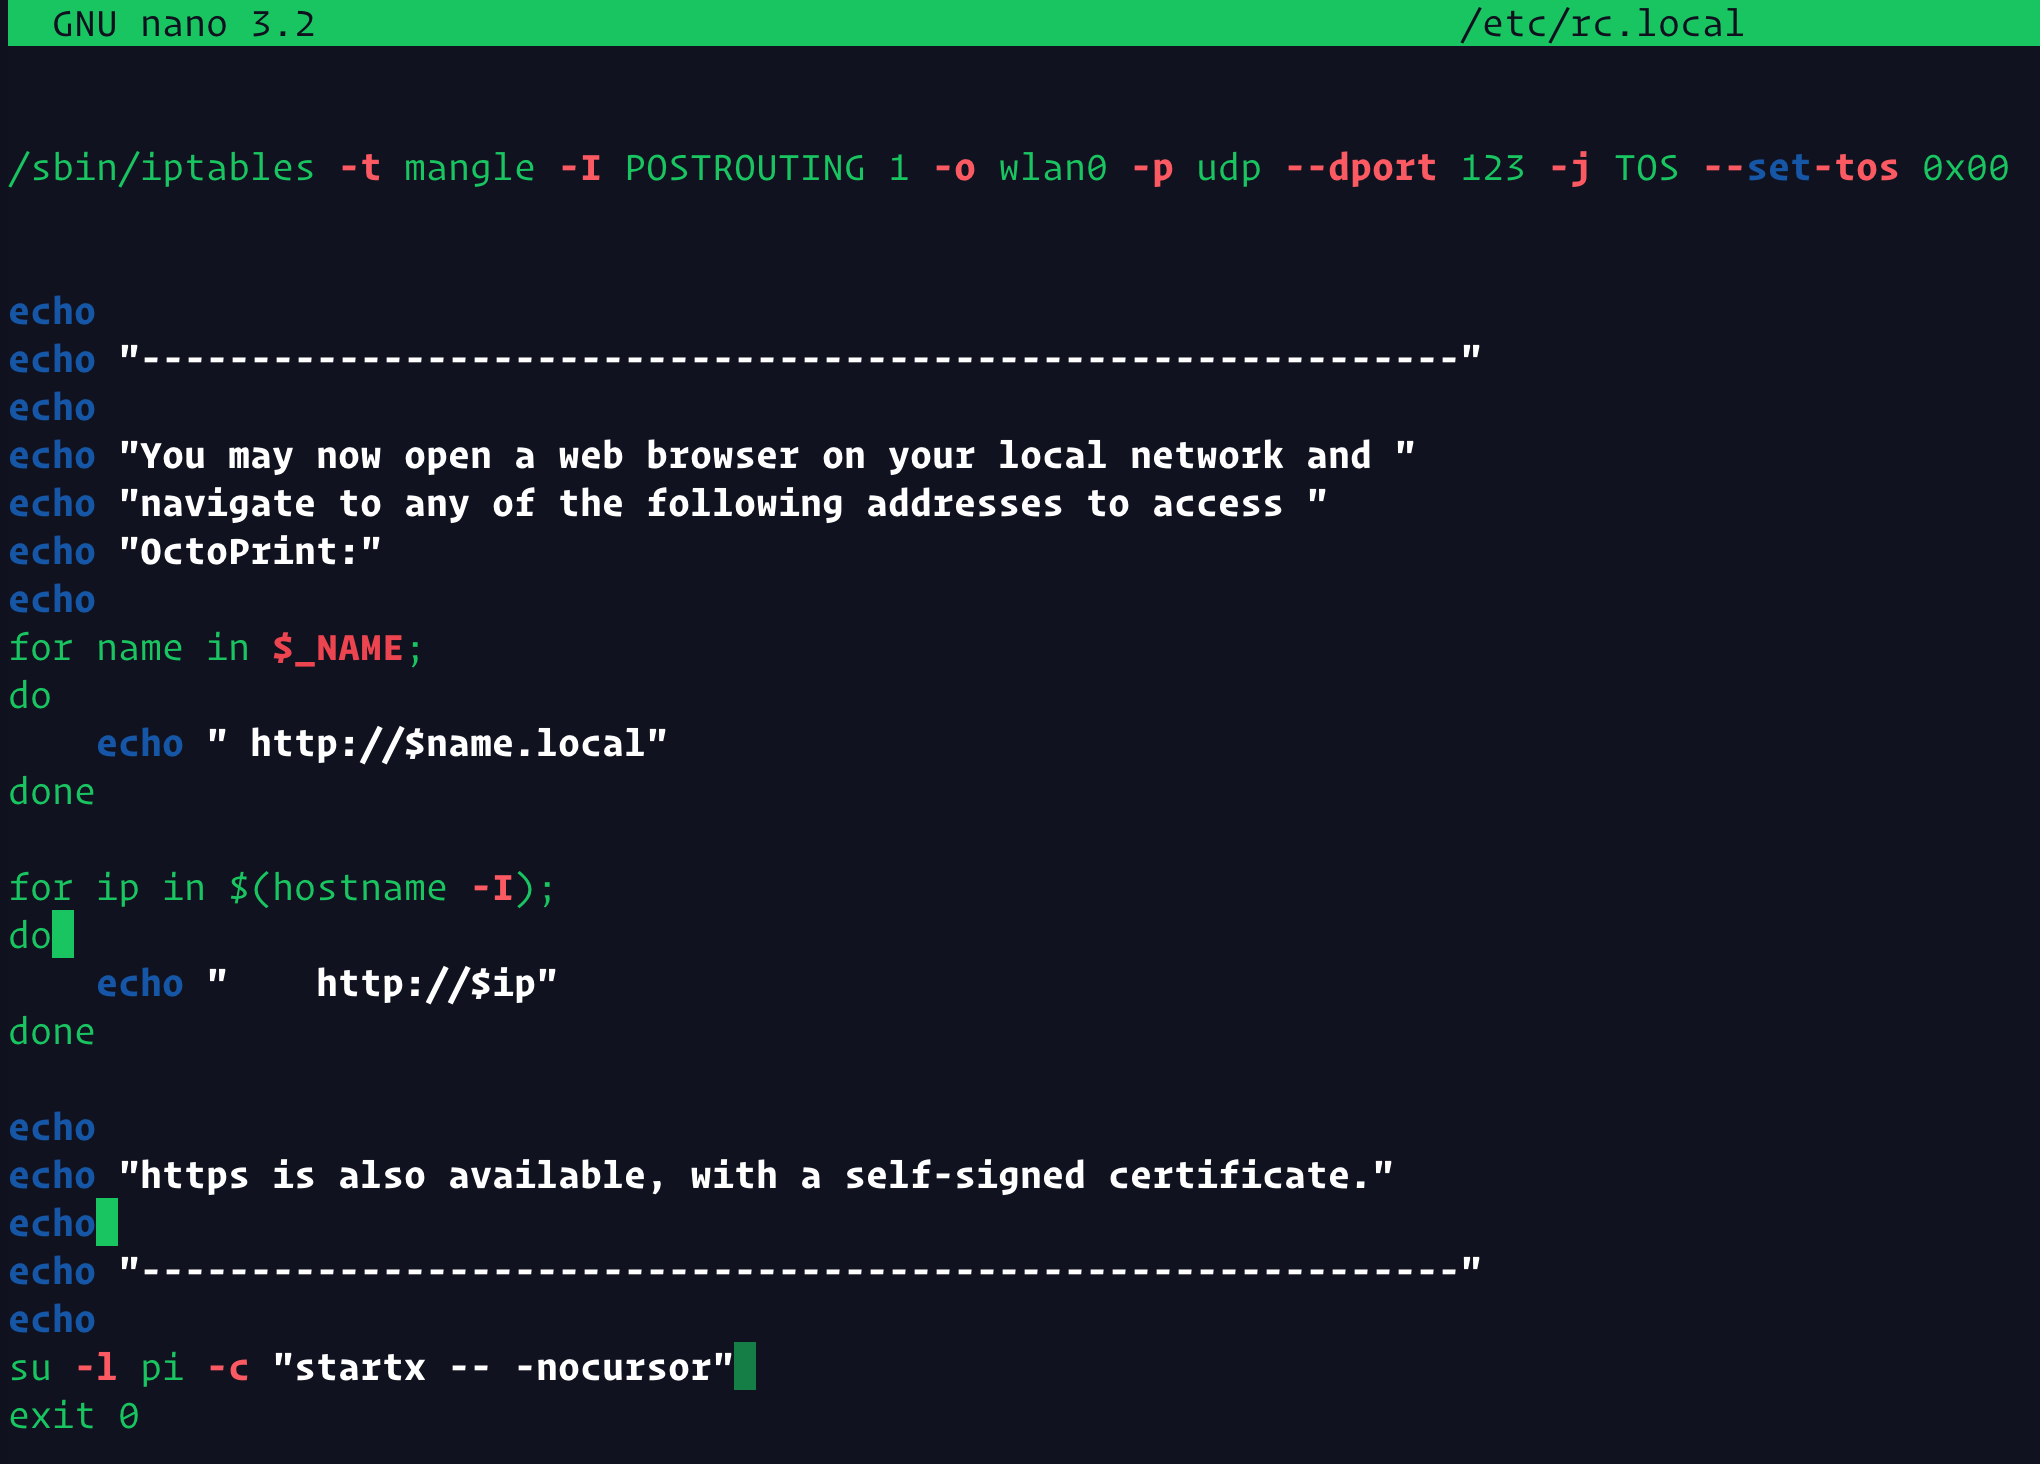 GNU nano 3.2 /etc/rc.local
/sbin/iptables -t mangle -I POSTROUTING 1 -o wlan0 -p udp --dport 123 -j TOS --set-tos 0x00
echo
echo "------------------------------------------------------------"
echo
echo "You may now open a web browser on your local network and "
echo "navigate to any of the following addresses to access "
echo "OctoPrint:"
echo
for name in $_NAME;
do
    echo " http://$name.local"
done
for ip in $(hostname -I);
do
    echo "    http://$ip"
done
echo
echo "https is also available, with a self-signed certificate."
echo
echo "------------------------------------------------------------"
echo
su -l pi -c "startx -- -nocursor"
exit 0